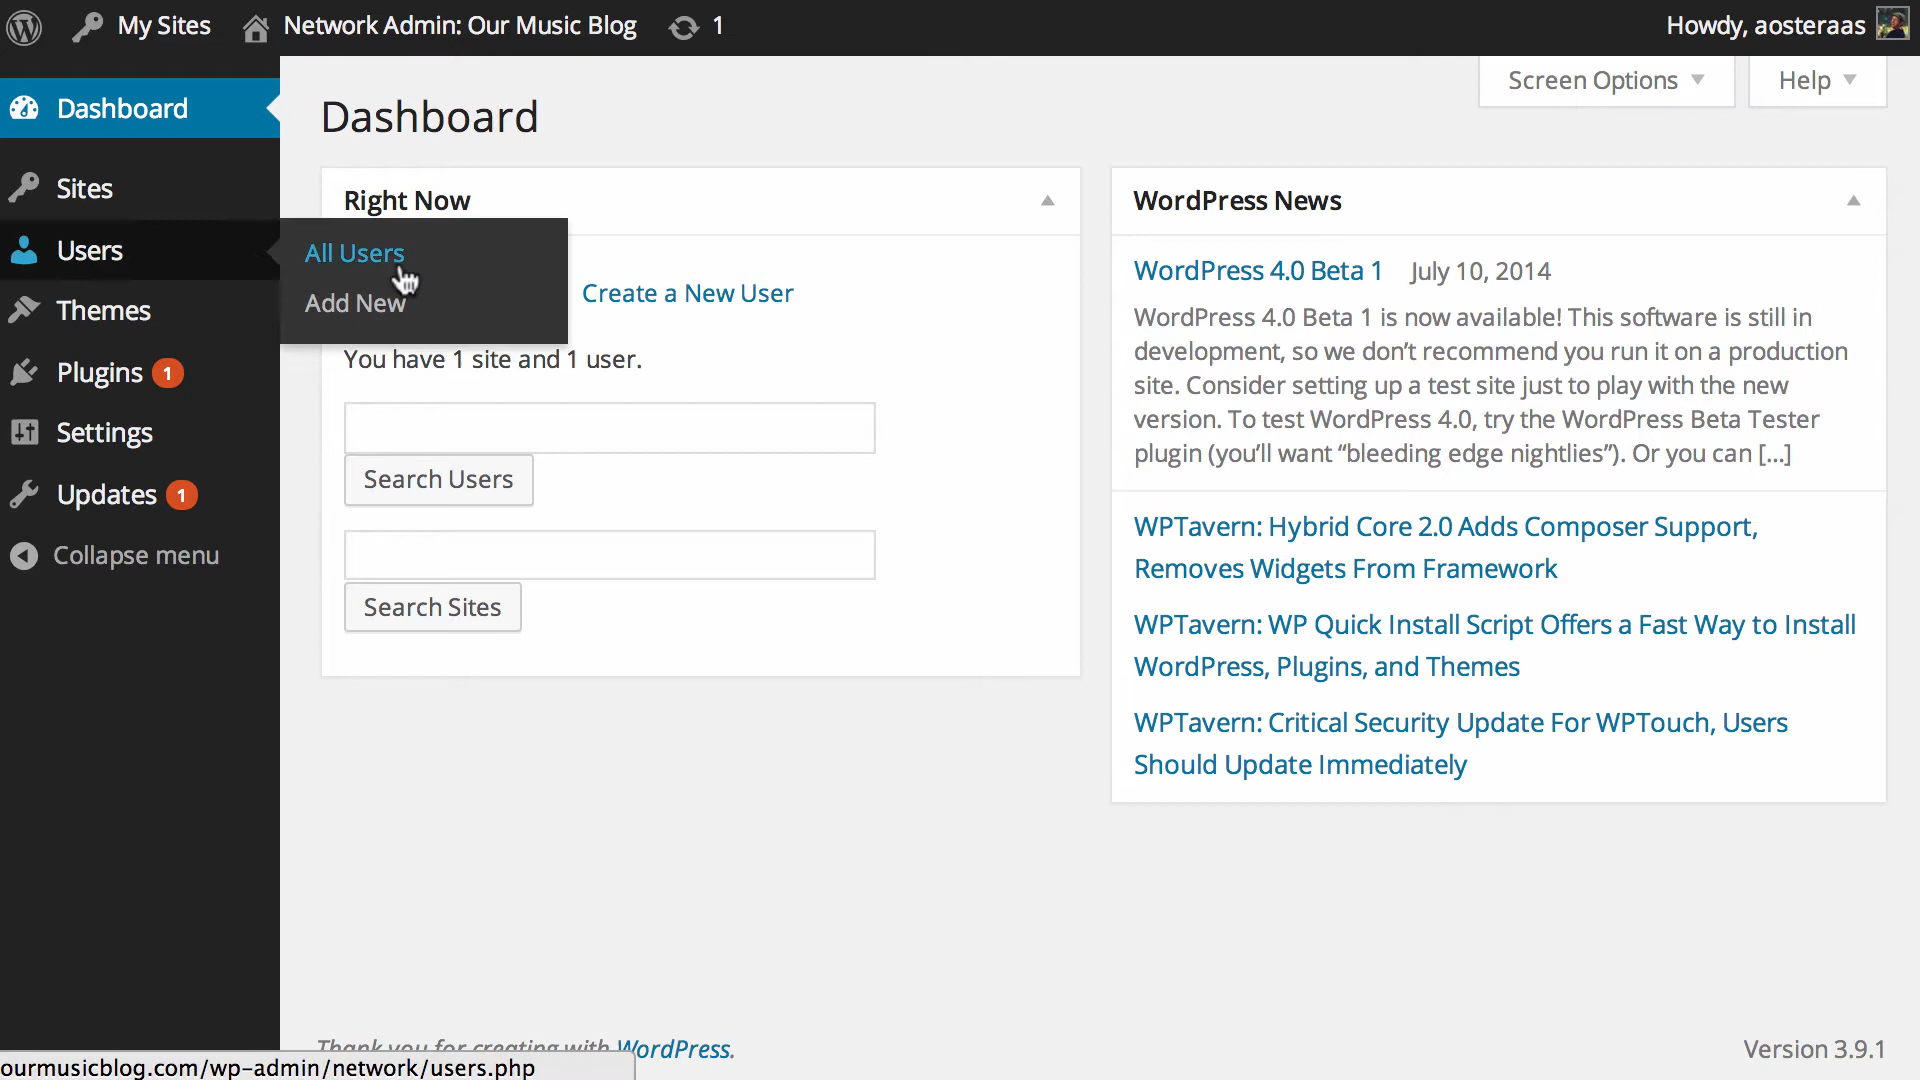 My Sites
Network Admin: Our Music Blog
1
Howdy, aosteraas
Screen Options
Help
Dashboard
Sites
Users
Themes
Plugins 1
Settings
Updates 1
Collapse menu
All Users
Add New
Dashboard
Right Now
Create a New User
You have 1 site and 1 user.
Search Users
Search Sites
WordPress News
WordPress 4.0 Beta 1 July 10, 2014
WordPress 4.0 Beta 1 is now available! This software is still in
development, so we don’t recommend you run it on a production
site. Consider setting up a test site just to play with the new
version. To test WordPress 4.0, try the WordPress Beta Tester
plugin (you’ll want “bleeding edge nightlies”). Or you can [...]
WPTavern: Hybrid Core 2.0 Adds Composer Support,
Removes Widgets From Framework
WPTavern: WP Quick Install Script Offers a Fast Way to Install
WordPress, Plugins, and Themes
WPTavern: Critical Security Update For WPTouch, Users
Should Update Immediately
Thank you for creating with WordPress.
Version 3.9.1
ourmusicblog.com/wp-admin/network/users.php